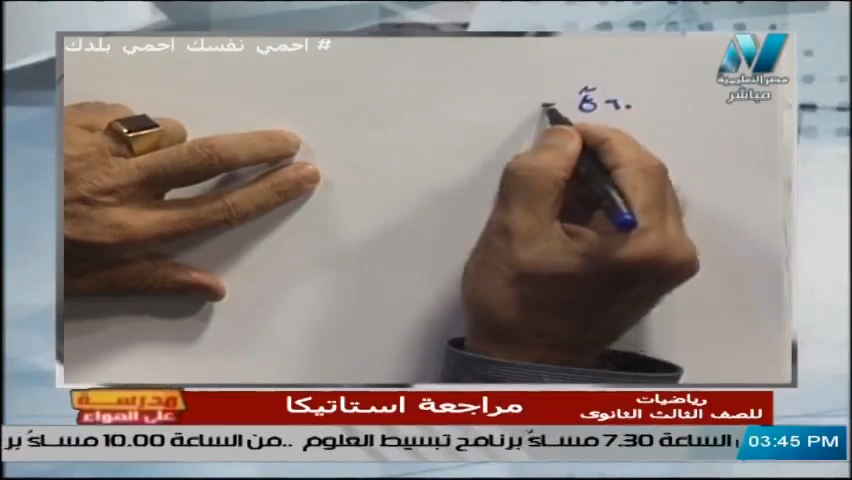 # احمي نفسك احمي بلدك
مصر التعليمية
مباشر
مدرسة
على الهواء
مراجعة استاتيكا
رياضيات
للصف الثالث الثانوى
الساعة 7.30 مساءً برنامج تبسيط العلوم ..من الساعة 10.00 مساءً بر
03:45 PM